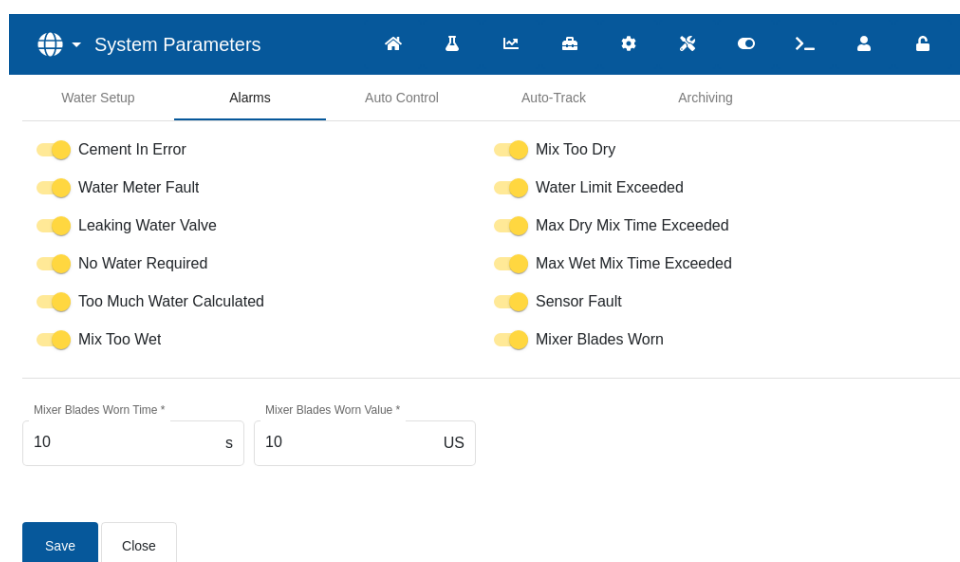 System Parameters
Water Setup Alarms Auto Control Auto-Track Archiving
Cement In Error Mix Too Dry
Water Meter Fault Water Limit Exceeded
Leaking Water Valve Max Dry Mix Time Exceeded
No Water Required Max Wet Mix Time Exceeded
Too Much Water Calculated Sensor Fault
Mix Too Wet Mixer Blades Worn
Mixer Blades Worn Time * Mixer Blades Worn Value *
10 s 10 US
Save Close